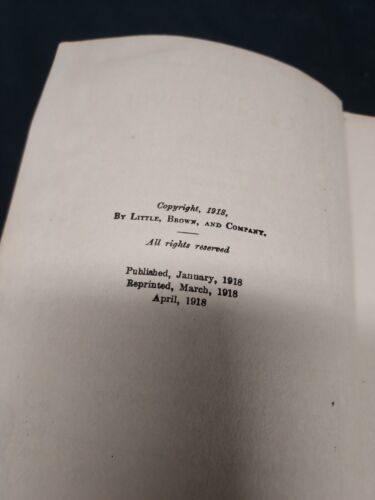 Copyright, 1918,
By Little, Brown, and Company.
All rights reserved
Published, January, 1918
Reprinted, March, 1918
April, 1918